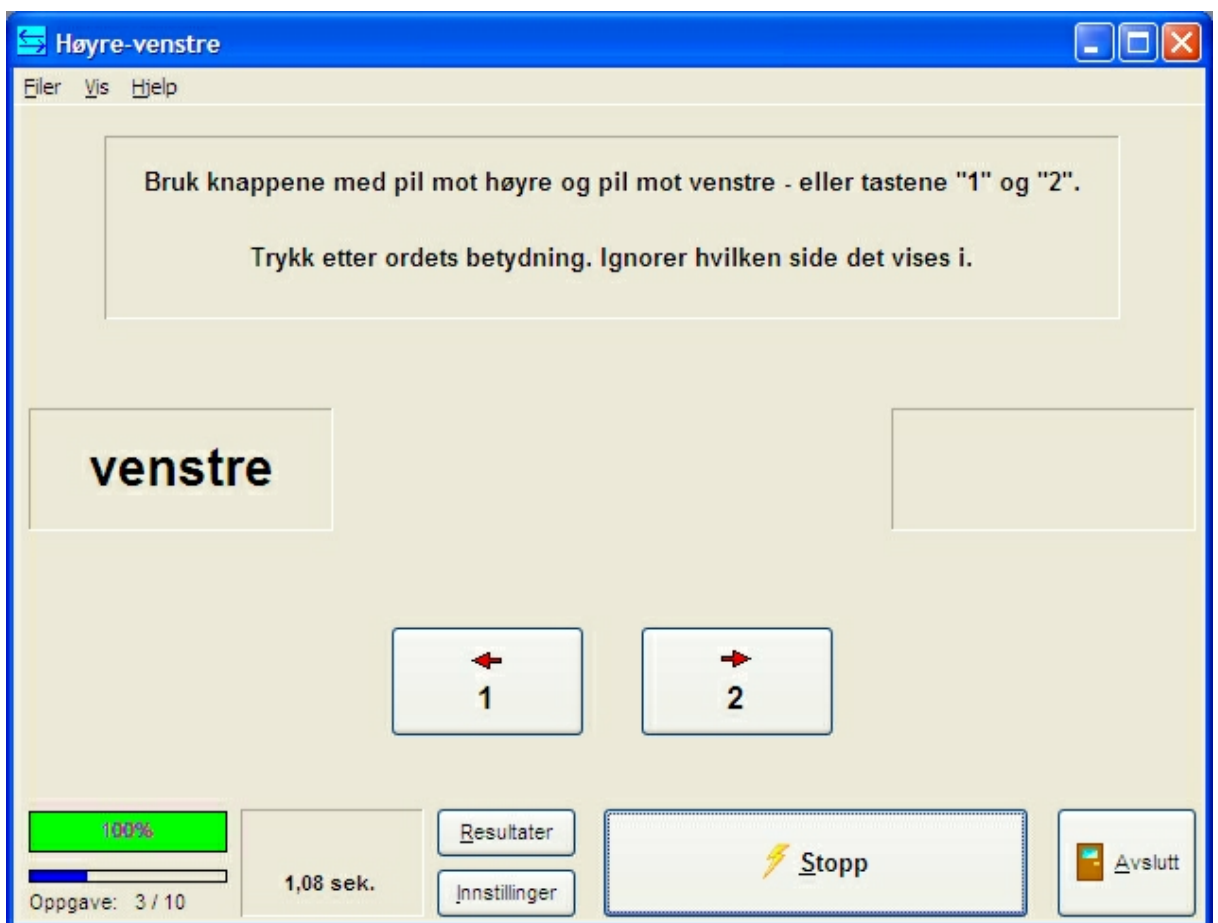 Høyre-venstre
Filer Vis Hjelp
Bruk knappene med pil mot høyre og pil mot venstre - eller tastene "1" og "2".
Trykk etter ordets betydning. Ignorer hvilken side det vises i.
venstre
1 2
100%
Oppgave: 3 / 10
1,08 sek.
Resultater
Innstillinger
Stopp
Avslutt